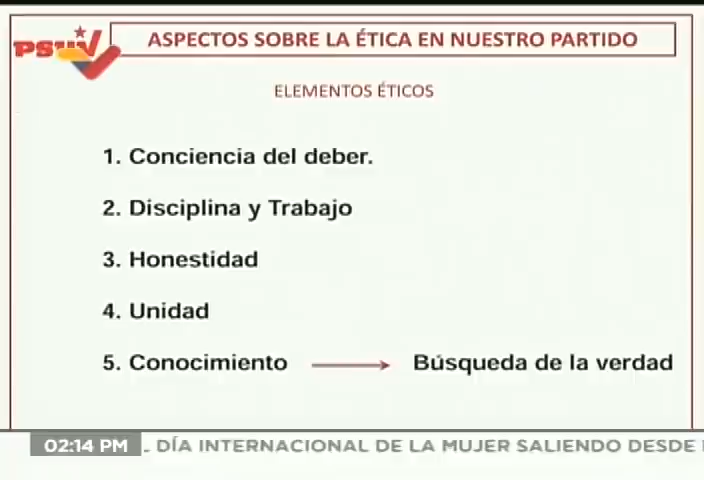 PSUV
ASPECTOS SOBRE LA ÉTICA EN NUESTRO PARTIDO
ELEMENTOS ÉTICOS
1. Conciencia del deber.
2. Disciplina y Trabajo
3. Honestidad
4. Unidad
5. Conocimiento → Búsqueda de la verdad
02:14 PM DÍA INTERNACIONAL DE LA MUJER SALIENDO DESDE